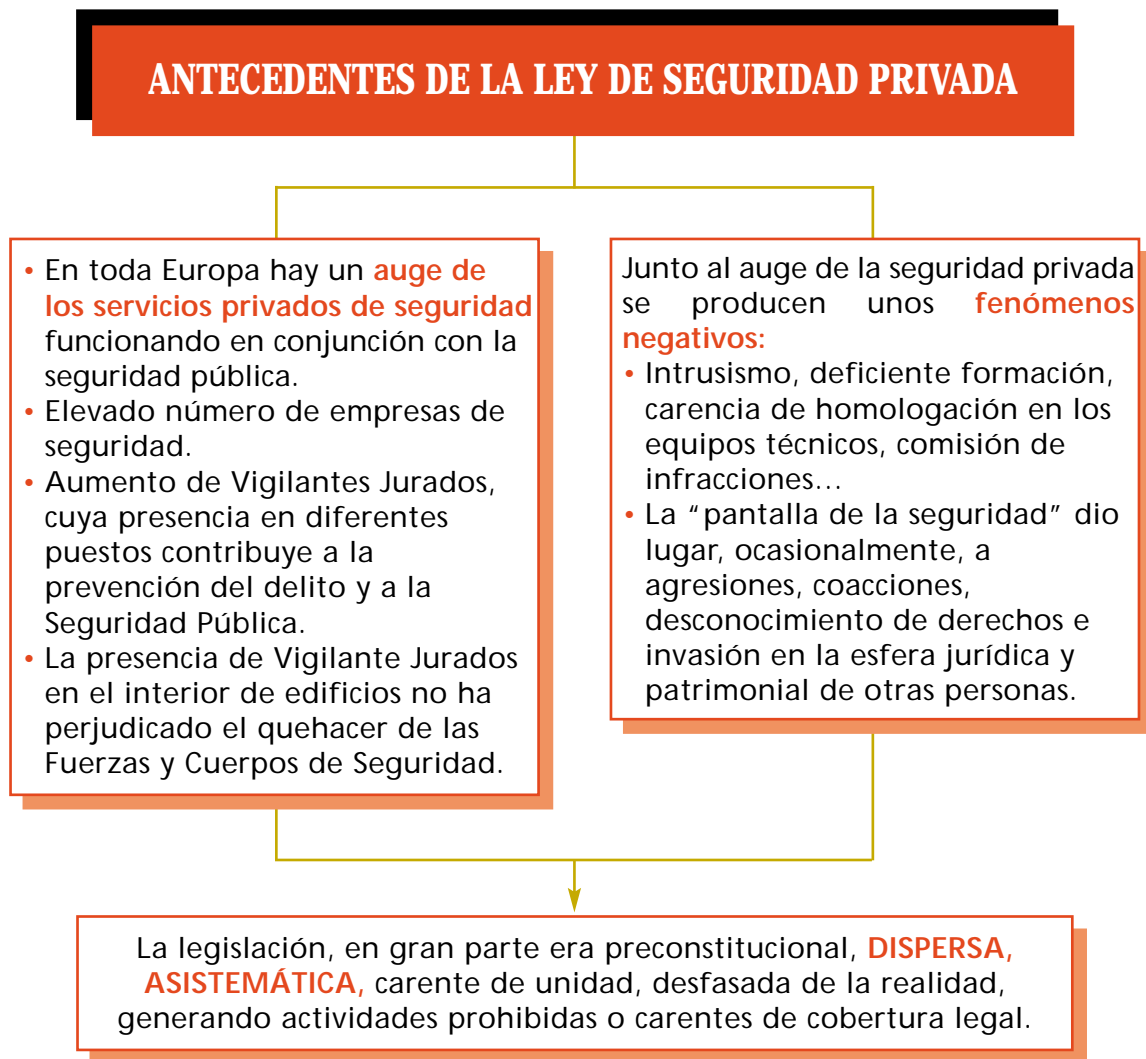 ANTECEDENTES DE LA LEY DE SEGURIDAD PRIVADA
• En toda Europa hay un auge de
los servicios privados de seguridad
funcionando en conjunción con la
seguridad pública.
• Elevado número de empresas de
seguridad.
• Aumento de Vigilantes Jurados,
cuya presencia en diferentes
puestos contribuye a la
prevención del delito y a la
Seguridad Pública.
• La presencia de Vigilante Jurados
en el interior de edificios no ha
perjudicado el quehacer de las
Fuerzas y Cuerpos de Seguridad.
Junto al auge de la seguridad privada
se producen unos fenómenos
negativos:
• Intrusismo, deficiente formación,
carencia de homologación en los
equipos técnicos, comisión de
infracciones...
• La "pantalla de la seguridad" dio
lugar, ocasionalmente, a
agresiones, coacciones,
desconocimiento de derechos e
invasión en la esfera jurídica y
patrimonial de otras personas.
La legislación, en gran parte era preconstitucional, DISPERSA,
ASISTEMÁTICA, carente de unidad, desfasada de la realidad,
generando actividades prohibidas o carentes de cobertura legal.